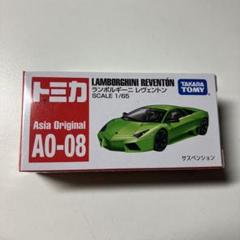 トミカ
LAMBORGHINI REVENTÓN
ランボルギーニ レヴェントン
SCALE 1/65
TAKARA TOMY
Asia Original
AO-08
サスペンション